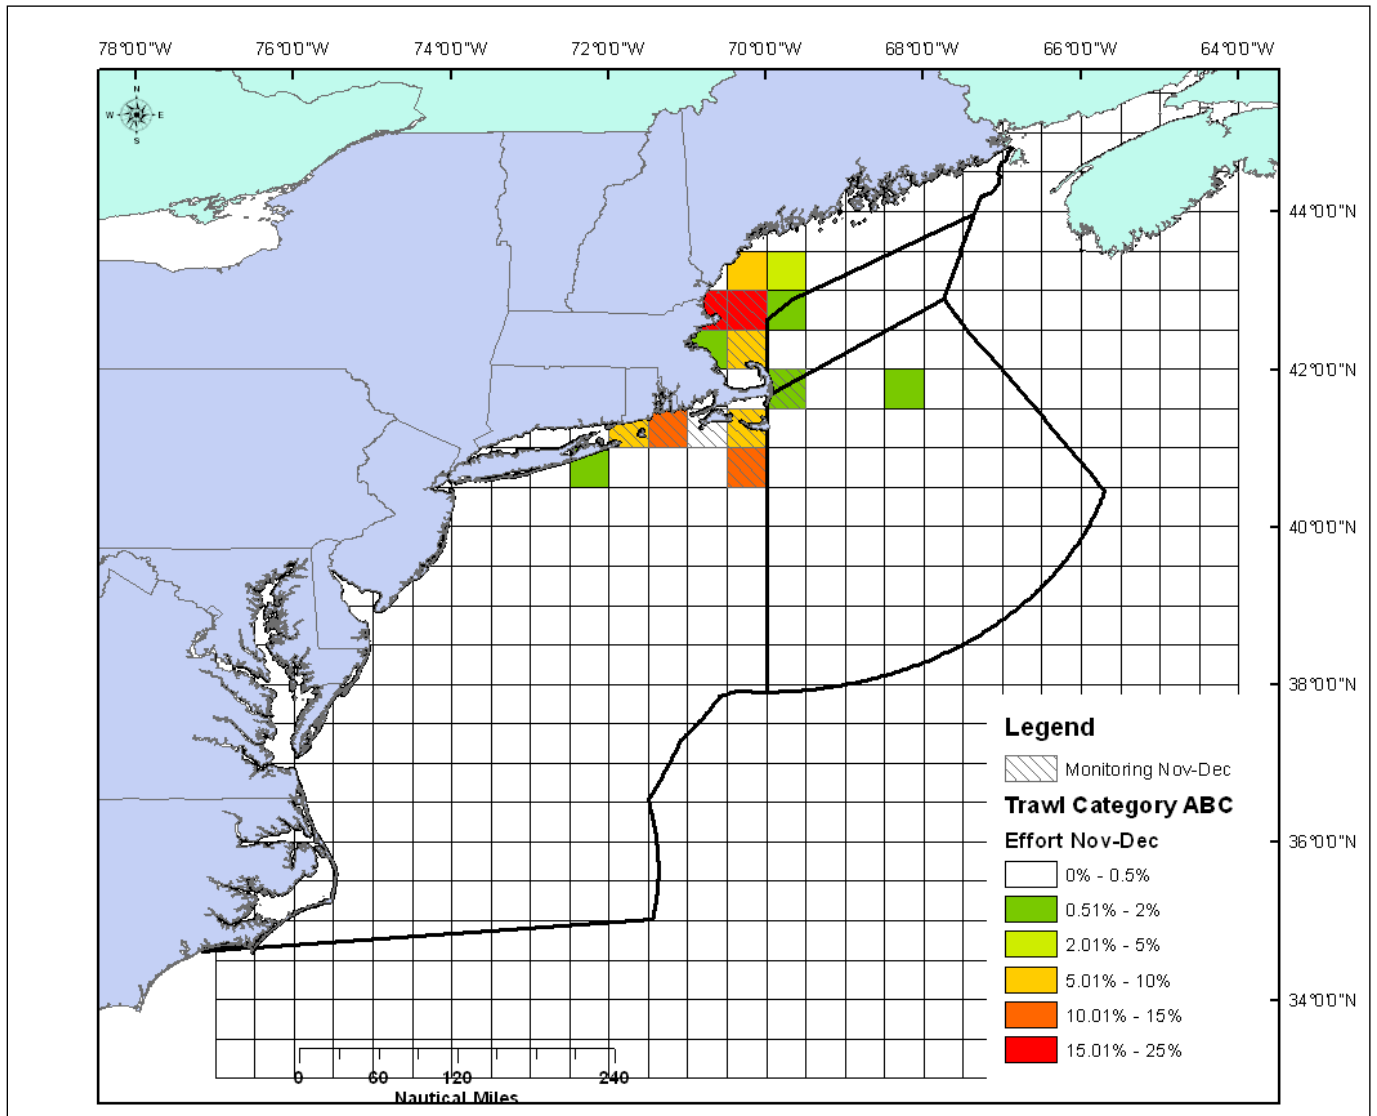 78°0'0"W 76°0'0"W 74°0'0"W 72°0'0"W 70°0'0"W 68°0'0"W 66°0'0"W 64°0'0"W
N
W E
S
44°0'0"N
42°0'0"N
40°0'0"N
38°0'0"N
Legend
Monitoring Nov-Dec
Trawl Category ABC
Effort Nov-Dec
36°0'0"N
0% - 0.5%
0.51% - 2%
2.01% - 5%
5.01% - 10%
34°0'0"N
10.01% - 15%
15.01% - 25%
0 60 120 240
Nautical Miles